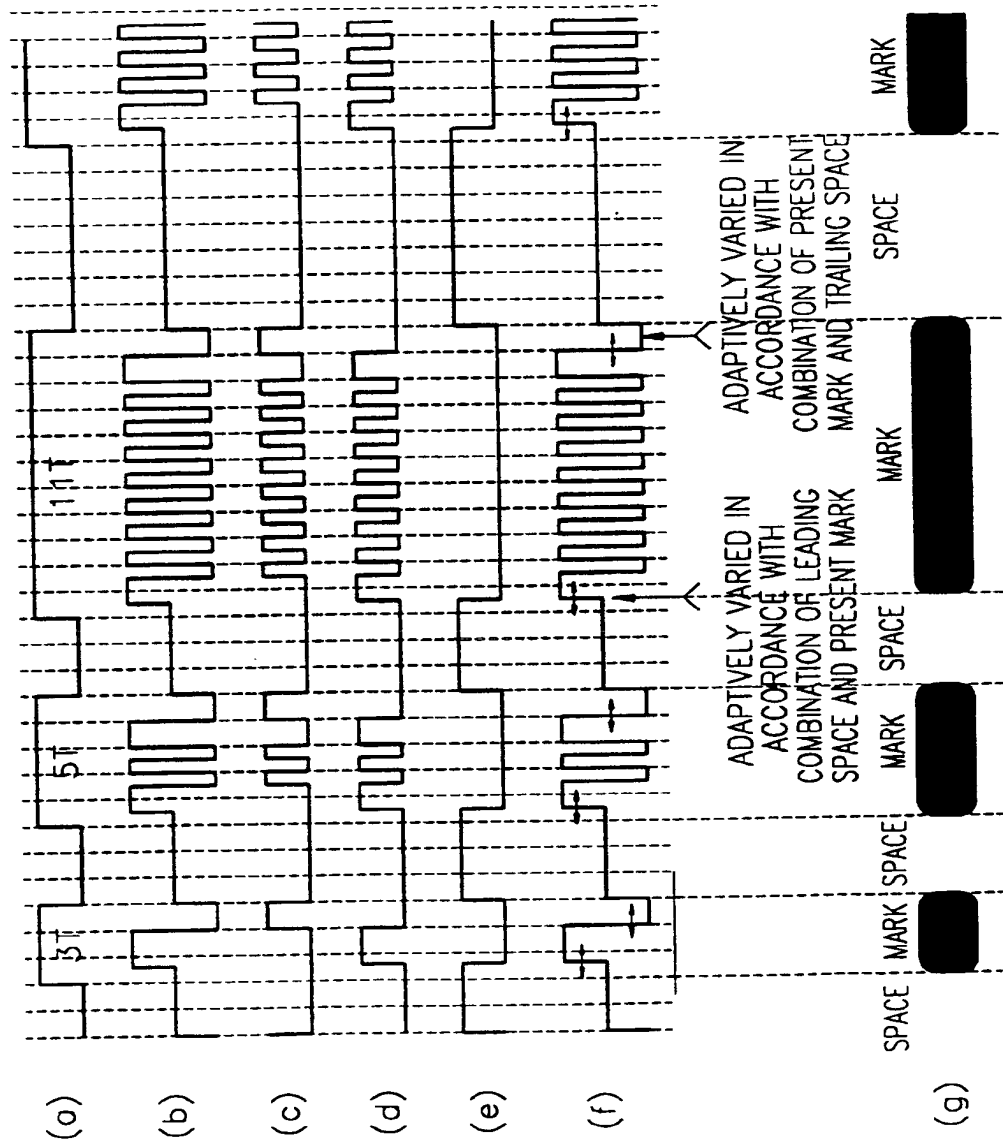 (a)
3T
5T
11T
(b)
(c)
(d)
(e)
(f)
ADAPTIVELY VARIED IN
ACCORDANCE WITH
COMBINATION OF LEADING
SPACE AND PRESENT MARK
ADAPTIVELY VARIED IN
ACCORDANCE WITH
COMBINATION OF PRESENT
MARK AND TRAILING SPACE
SPACE
MARK
SPACE
MARK
SPACE
MARK
SPACE
MARK
(g)